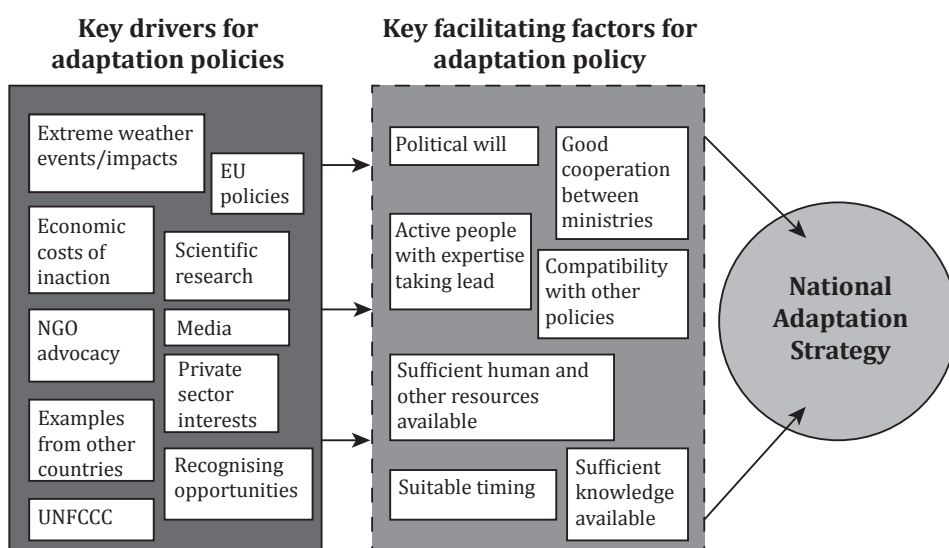 Key drivers for
adaptation policies
Extreme weather
events/impacts
EU
policies
Economic
costs of
inaction
Scientific
research
NGO
advocacy
Media
Private
sector
interests
Examples
from other
countries
Recognising
opportunities
UNFCCC
Key facilitating factors for
adaptation policy
Political will
Good
cooperation
between
ministries
Active people
with expertise
taking lead
Compatibility
with other
policies
Sufficient human and
other resources
available
Suitable timing
Sufficient
knowledge
available
National
Adaptation
Strategy